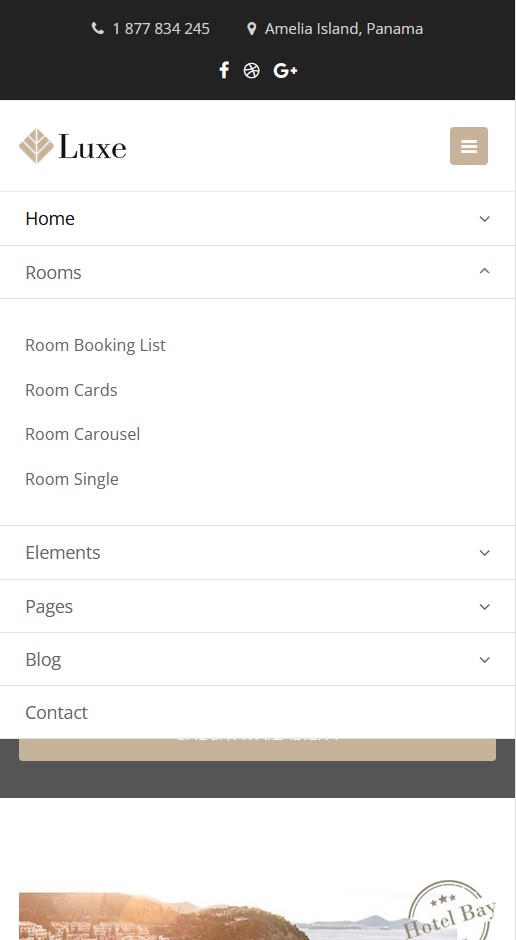 1 877 834 245 Amelia Island, Panama
Luxe
Home
Rooms
Room Booking List
Room Cards
Room Carousel
Room Single
Elements
Pages
Blog
Contact
Hotel Bay